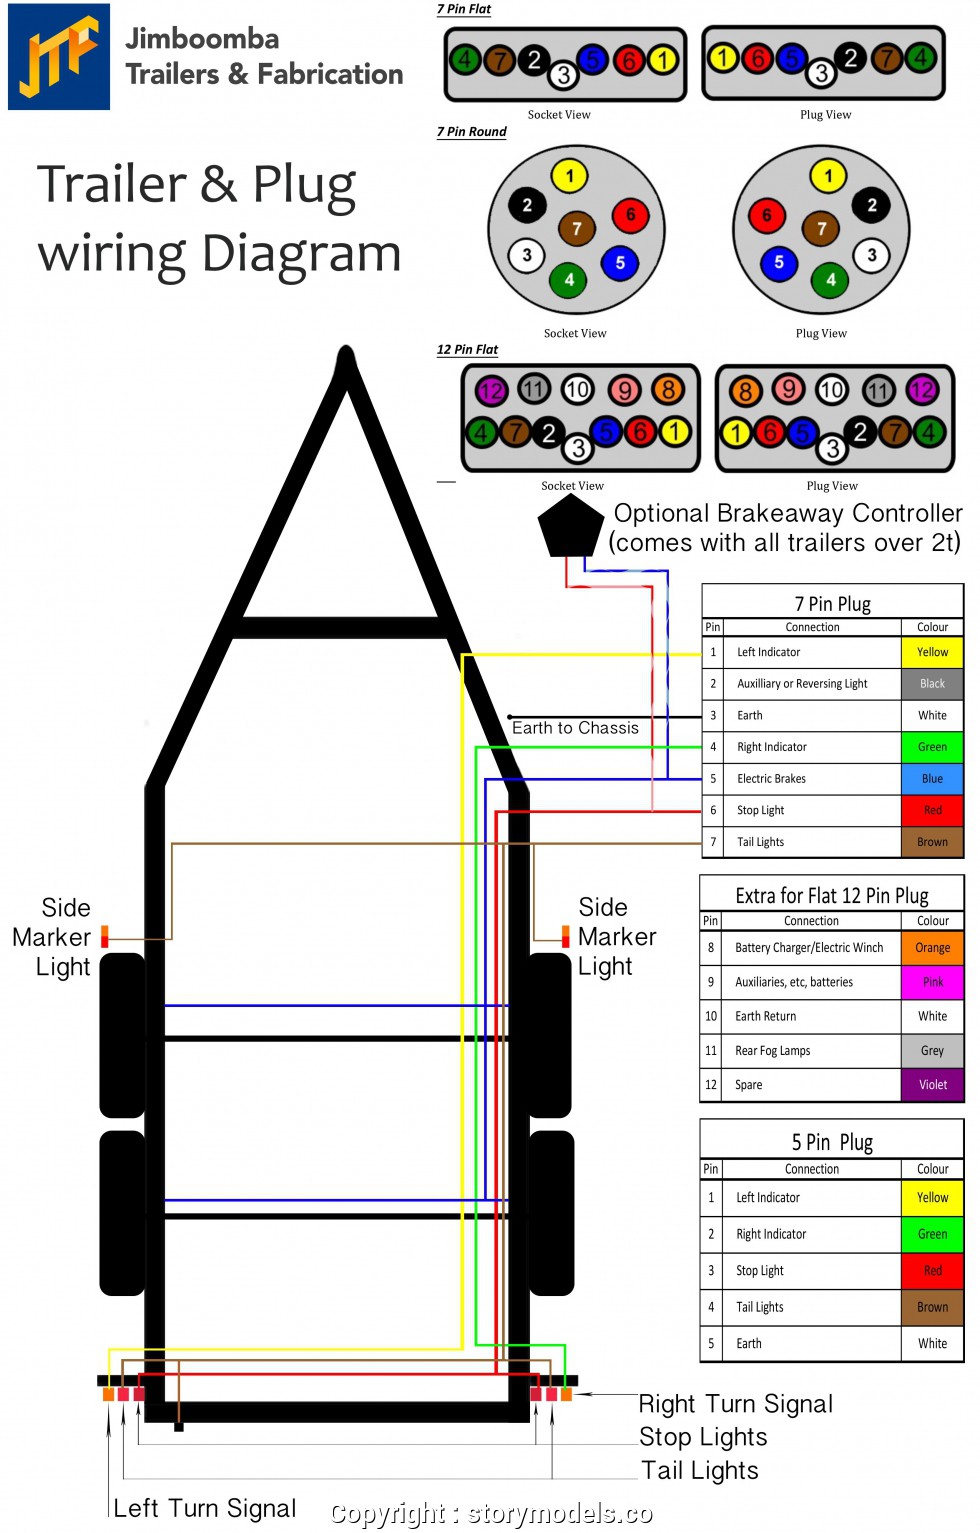 JTF
Jimboomba
Trailers & Fabrication
Trailer & Plug
wiring Diagram
7 Pin Flat
4 7 2 3 5 6 1
1 6 5 3 2 7 4
Socket View
Plug View
7 Pin Round
1
2
6
7
3
5
4
1
6
2
7
5
3
4
Socket View
Plug View
12 Pin Flat
12 11 10 9 8
4 7 2 3 5 6 1
8 9 10 11 12
1 6 5 3 2 7 4
Socket View
Plug View
Optional Brakeaway Controller
(comes with all trailers over 2t)
7 Pin Plug
Pin Connection Colour
1 Left Indicator Yellow
2 Auxilliary or Reversing Light Black
3 Earth White
4 Right Indicator Green
5 Electric Brakes Blue
6 Stop Light Red
7 Tail Lights Brown
Earth to Chassis
Side
Marker
Light
Side
Marker
Light
Extra for Flat 12 Pin Plug
Pin Connection Colour
8 Battery Charger/Electric Winch Orange
9 Auxiliaries, etc, batteries Pink
10 Earth Return White
11 Rear Fog Lamps Grey
12 Spare Violet
5 Pin Plug
Pin Connection Colour
1 Left Indicator Yellow
2 Right Indicator Green
3 Stop Light Red
4 Tail Lights Brown
5 Earth White
Right Turn Signal
Stop Lights
Tail Lights
Left Turn Signal
Copyright : storymodels.co